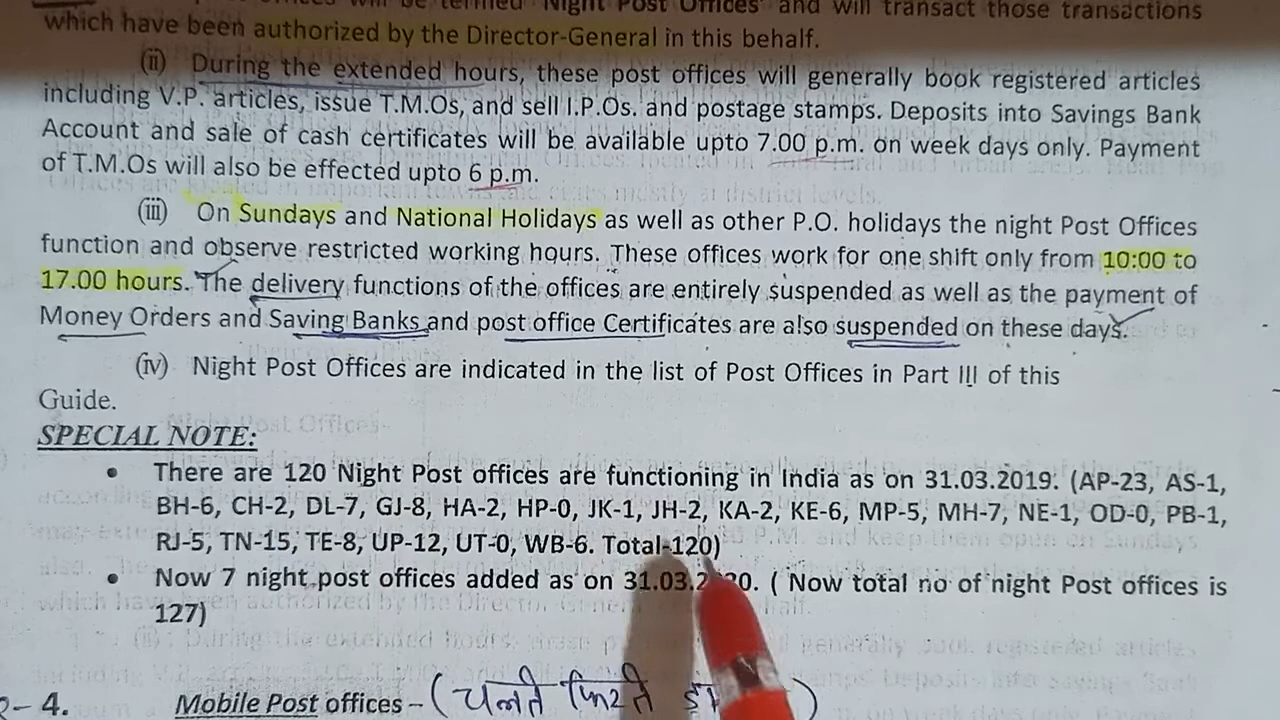 Night Post Offices and will transact those transactions
which have been authorized by the Director-General in this behalf.
(ii) During the extended hours, these post offices will generally book registered articles
including V.P. articles, issue T.M.Os, and sell I.P.Os. and postage stamps. Deposits into Savings Bank
Account and sale of cash certificates will be available upto 7.00 p.m. on week days only. Payment
of T.M.Os will also be effected upto 6 p.m.
(iii) On Sundays and National Holidays as well as other P.O. holidays the night Post Offices
function and observe restricted working hours. These offices work for one shift only from 10:00 to
17.00 hours. The delivery functions of the offices are entirely suspended as well as the payment of
Money Orders and Saving Banks and post office Certificates are also suspended on these days.
(iv) Night Post Offices are indicated in the list of Post Offices in Part III of this
Guide.
SPECIAL NOTE:
• There are 120 Night Post offices are functioning in India as on 31.03.2019. (AP-23, AS-1,
BH-6, CH-2, DL-7, GJ-8, HA-2, HP-0, JK-1, JH-2, KA-2, KE-6, MP-5, MH-7, NE-1, OD-0, PB-1,
RJ-5, TN-15, TE-8, UP-12, UT-0, WB-6. Total-120)
• Now 7 night post offices added as on 31.03.2020. ( Now total no of night Post offices is
127)
4. Mobile Post offices – ( चलते फिरते )